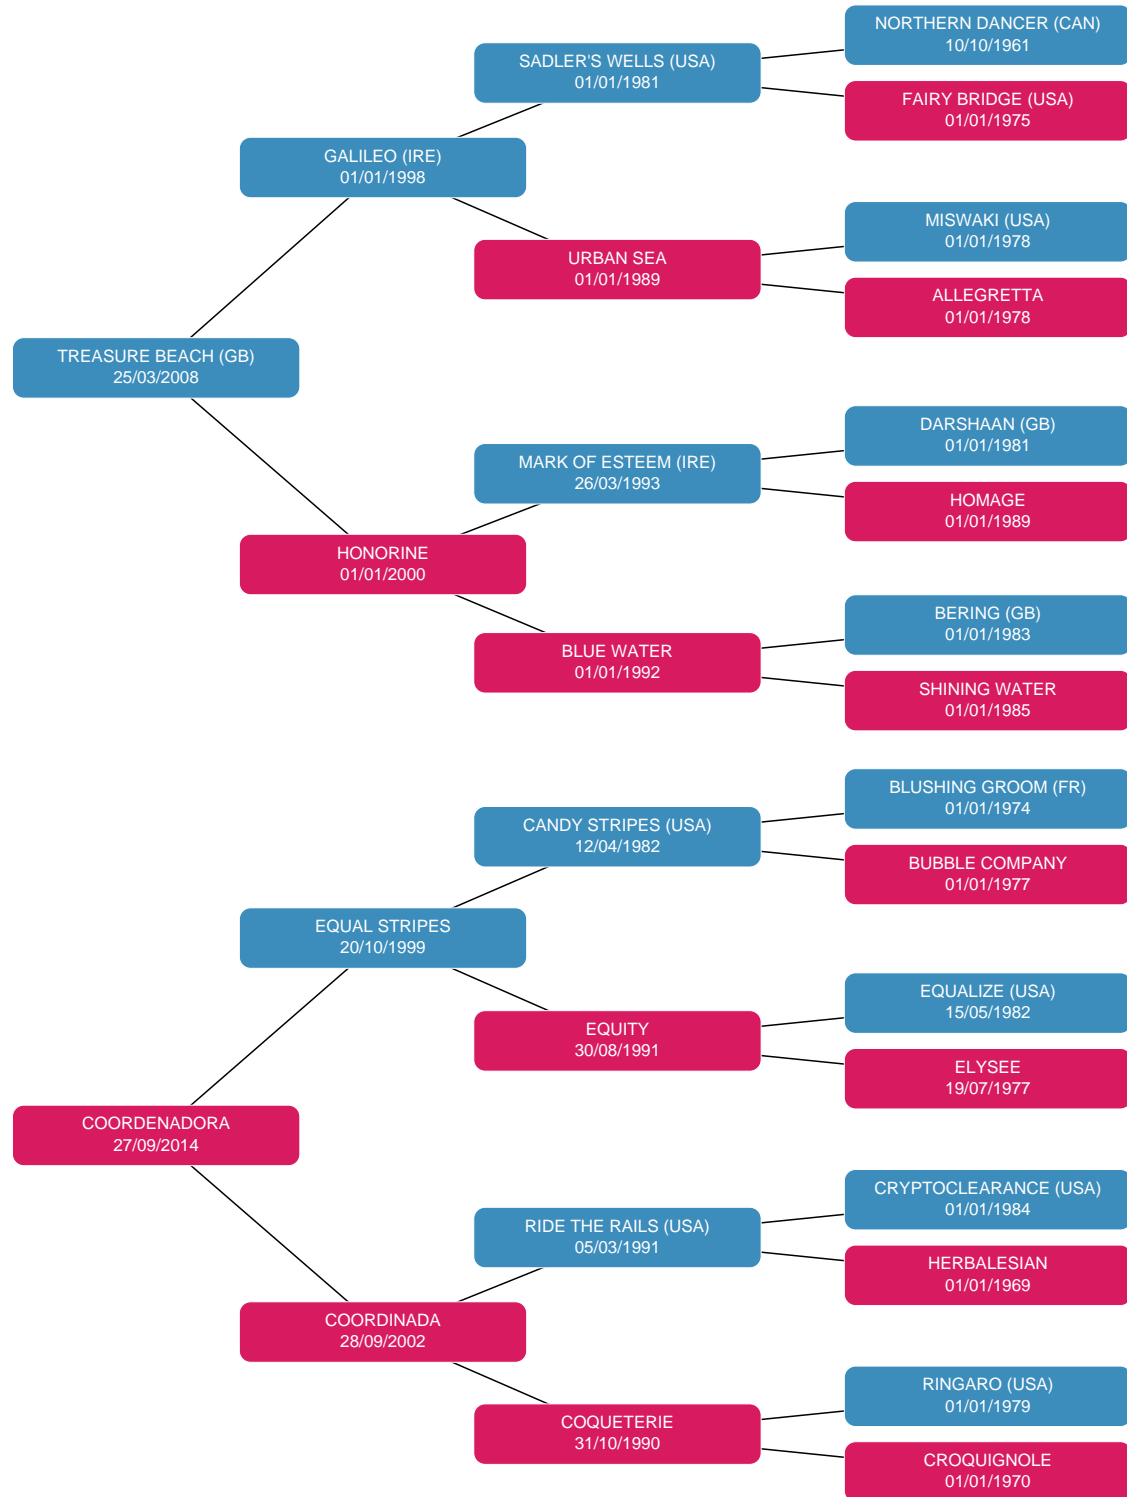 NORTHERN DANCER (CAN)
10/10/1961
SADLER'S WELLS (USA)
01/01/1981
FAIRY BRIDGE (USA)
01/01/1975
GALILEO (IRE)
01/01/1998
MISWAKI (USA)
01/01/1978
URBAN SEA
01/01/1989
ALLEGRETTA
01/01/1978
TREASURE BEACH (GB)
25/03/2008
DARSHAAN (GB)
01/01/1981
MARK OF ESTEEM (IRE)
26/03/1993
HOMAGE
01/01/1989
HONORINE
01/01/2000
BERING (GB)
01/01/1983
BLUE WATER
01/01/1992
SHINING WATER
01/01/1985
BLUSHING GROOM (FR)
01/01/1974
CANDY STRIPES (USA)
12/04/1982
BUBBLE COMPANY
01/01/1977
EQUAL STRIPES
20/10/1999
EQUALIZE (USA)
15/05/1982
EQUITY
30/08/1991
ELYSEE
19/07/1977
COORDENADORA
27/09/2014
CRYPTOCLEARANCE (USA)
01/01/1984
RIDE THE RAILS (USA)
05/03/1991
HERBALESIAN
01/01/1969
COORDINADA
28/09/2002
RINGARO (USA)
01/01/1979
COQUETERIE
31/10/1990
CROQUIGNOLE
01/01/1970